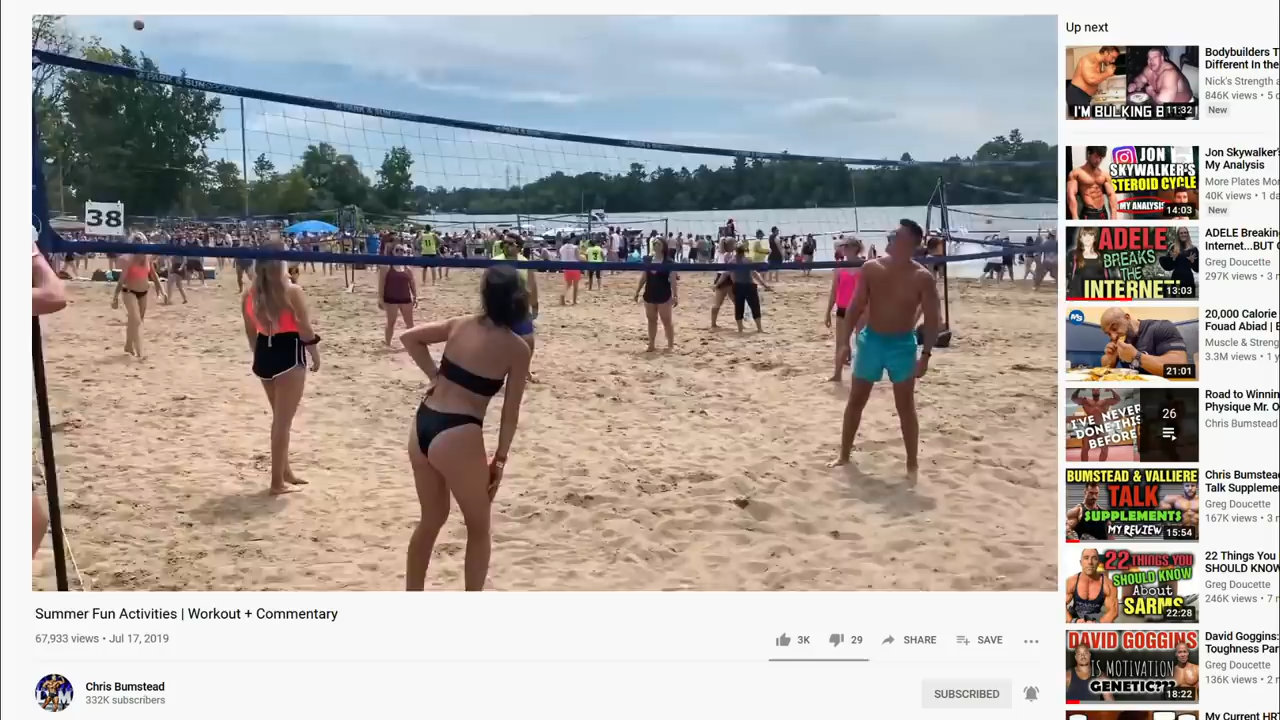 PARK & SUN
38
Summer Fun Activities | Workout + Commentary
67,933 views • Jul 17, 2019
3K
29
SHARE
SAVE
Chris Bumstead
332K subscribers
SUBSCRIBED
Up next
I'M BULKING B
11:32
Bodybuilders T
Different In the
Nick's Strength a
846K views • 5 d
New
JON
SKYWALKER'S
STEROID CYCLE
MY ANALYSIS
14:03
Jon Skywalker'
My Analysis
More Plates Mo
40K views • 1 da
New
ADELE
BREAKS
THE
INTERNET
13:03
ADELE Breaking
Internet...BUT
Greg Doucette
297K views • 3
MS
21:01
20,000 Calorie
Fouad Abiad |
Muscle & Streng
3.3M views • 1 y
I'VE NEVER
DONE THIS
BEFORE
26
Road to Winnin
Physique Mr. O
Chris Bumstead
BUMSTEAD & VALLIERE
TALK
SUPPLEMENTS
MY REVIEW
15:54
Chris Bumstea
Talk Suppleme
Greg Doucette
167K views • 3
22 THINGS YOU
SHOULD KNOW
About
SARMS
22:28
22 Things You
SHOULD KNOW
Greg Doucette
246K views • 7
DAVID GOGGINS
IS MOTIVATION
GENETIC???
18:22
David Goggins:
Toughness Par
Greg Doucette
136K views • 2
My Current HRT